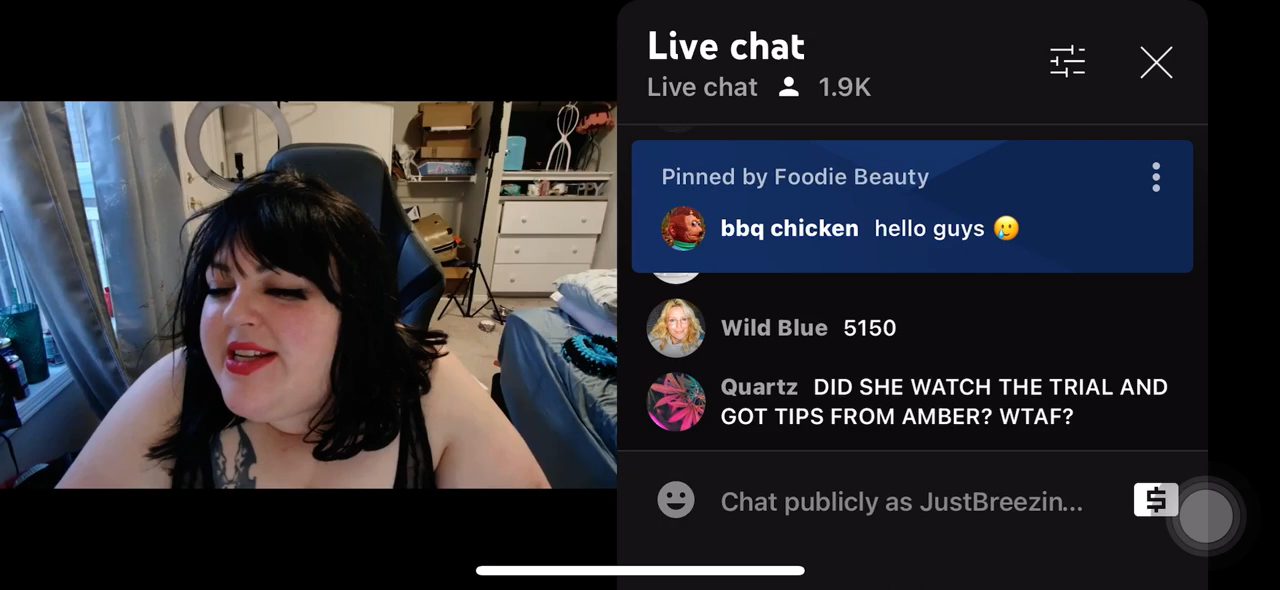 Live chat
Live chat 1.9K
Pinned by Foodie Beauty
bbq chicken hello guys 🥲
Wild Blue 5150
Quartz DID SHE WATCH THE TRIAL AND
GOT TIPS FROM AMBER? WTAF?
Chat publicly as JustBreezin...
$